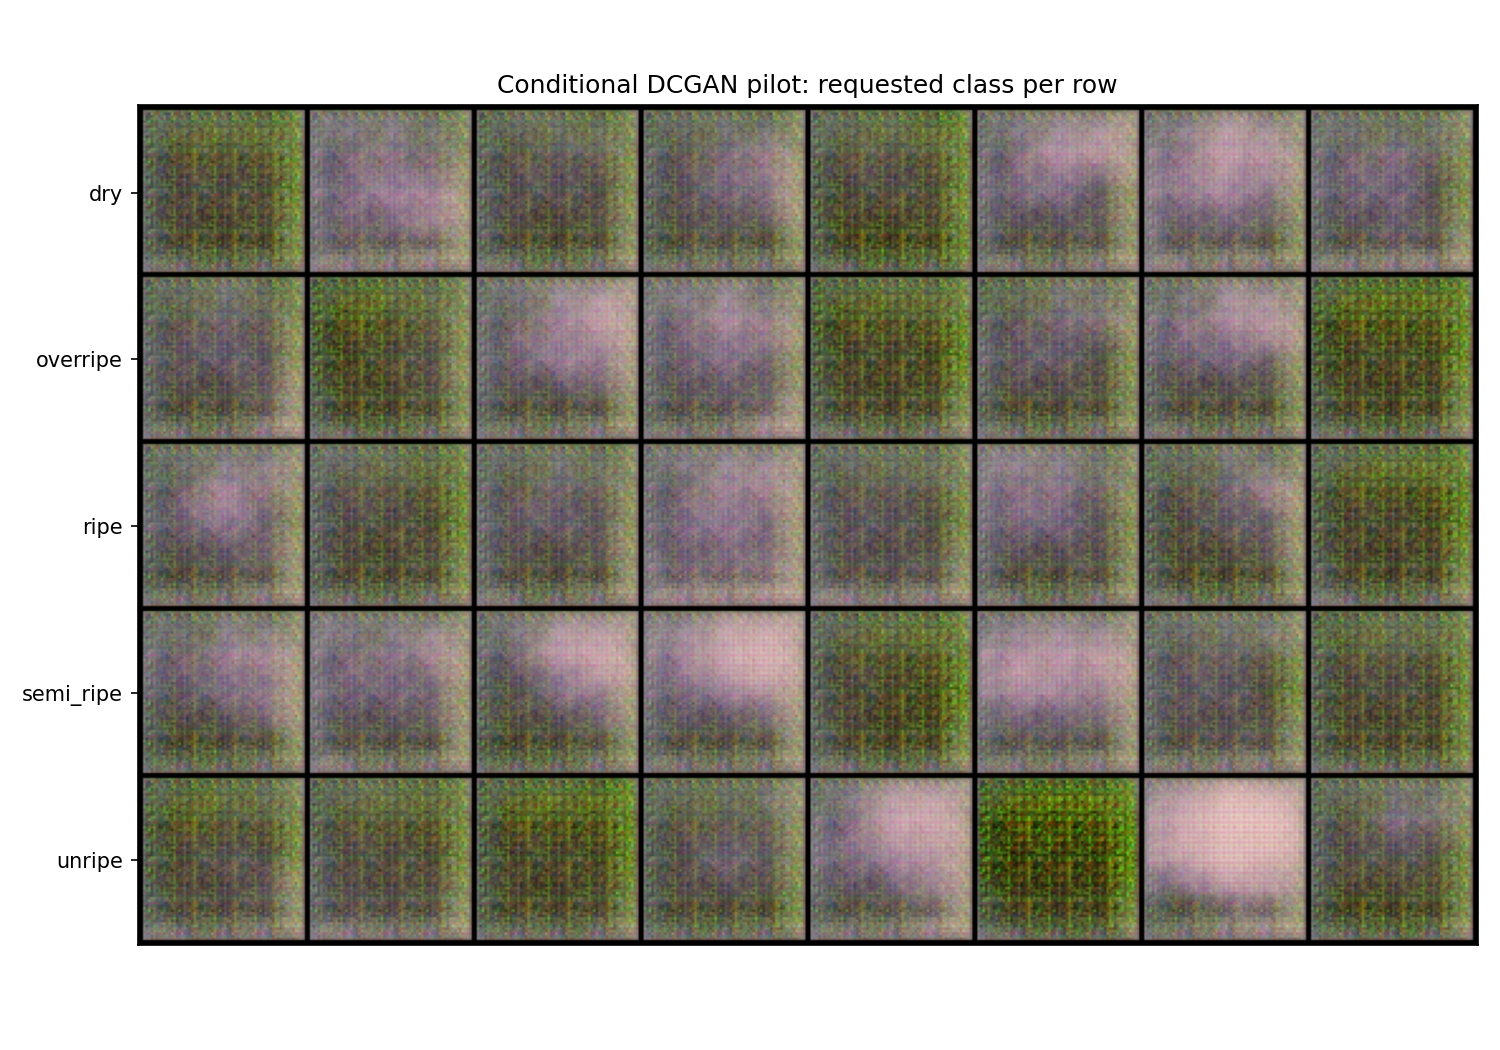 Conditional DCGAN pilot: requested class per row
dry
overripe
ripe
semi_ripe
unripe